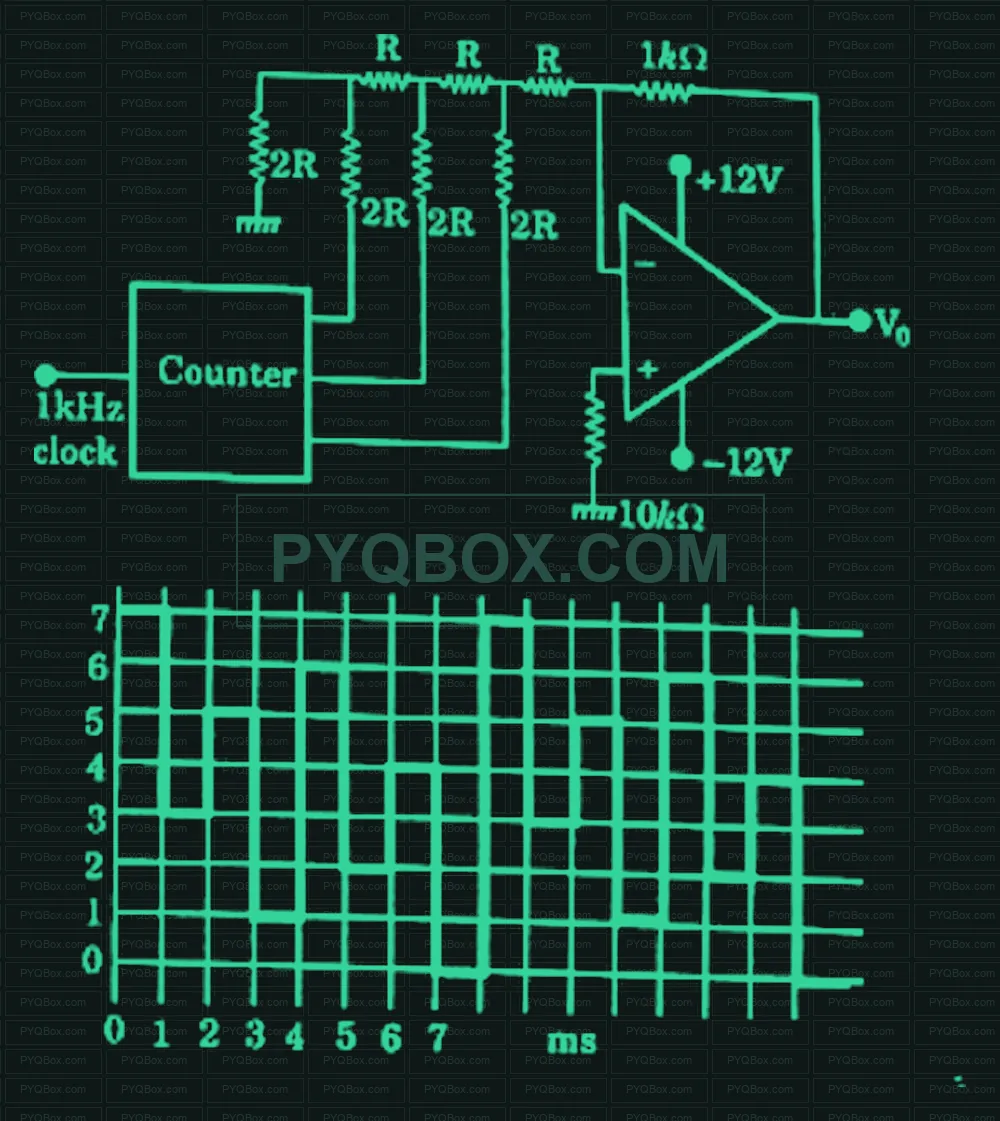 R R R 1kΩ
2R
+12V
2R 2R 2R
−
V0
Counter
+
1kHz
clock
−12V
10kΩ
PYQBOX.COM
7
6
5
4
3
2
1
0
0 1 2 3 4 5 6 7 ms